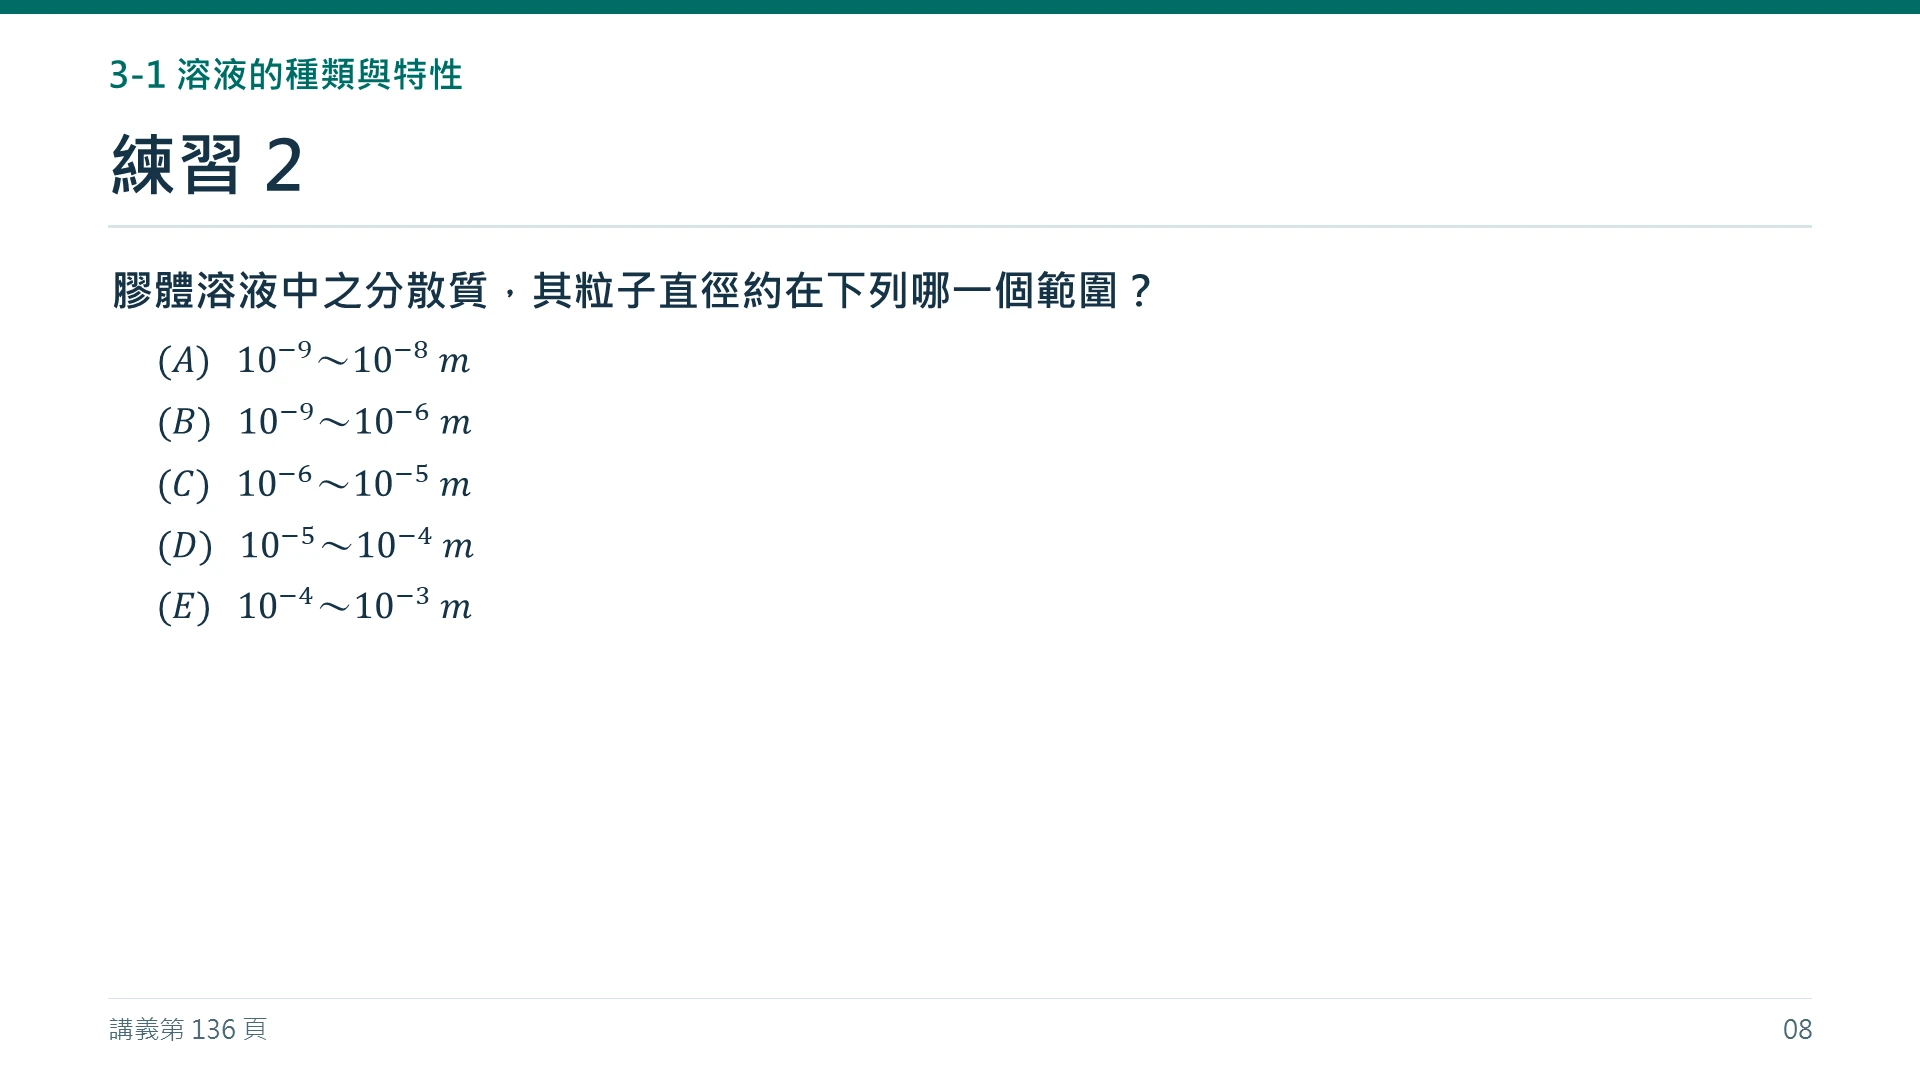 3-1 溶液的種類與特性
練習 2
膠體溶液中之分散質，其粒子直徑約在下列哪一個範圍？
(A) 10⁻⁹～10⁻⁸ m
(B) 10⁻⁹～10⁻⁶ m
(C) 10⁻⁶～10⁻⁵ m
(D) 10⁻⁵～10⁻⁴ m
(E) 10⁻⁴～10⁻³ m
講義第 136 頁
08